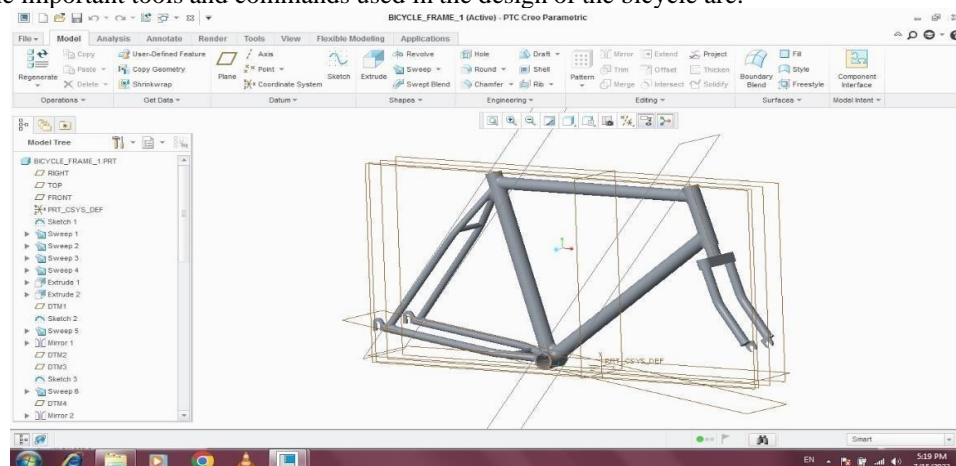 e important tools and commands used in the design of the bicycle are:
BICYCLE_FRAME_1 (Active) - PTC Creo Parametric
File Model Analysis Annotate Render Tools View Flexible Modeling Applications
Regenerate
Copy
Paste
Delete
Operations
User-Defined Feature
Copy Geometry
Shrinkwrap
Get Data
Plane
Axis
Point
Coordinate System
Sketch
Datum
Extrude
Revolve
Sweep
Swept Blend
Shapes
Hole
Round
Chamfer
Draft
Shell
Rib
Engineering
Pattern
Mirror
Trim
Merge
Extend
Offset
Intersect
Project
Thicken
Solidify
Editing
Boundary Blend
Fill
Style
Freestyle
Surfaces
Component Interface
Model Intent
Model Tree
BICYCLE_FRAME_1.PRT
RIGHT
TOP
FRONT
PRT_CSYS_DEF
Sketch 1
Sweep 1
Sweep 2
Sweep 3
Sweep 4
Extrude 1
Extrude 2
DTM1
Sketch 2
Sweep 5
Mirror 1
DTM2
DTM3
Sketch 3
Sweep 6
DTM4
Mirror 2
PRT_CSYS_DEF
Smart
EN
5:19 PM